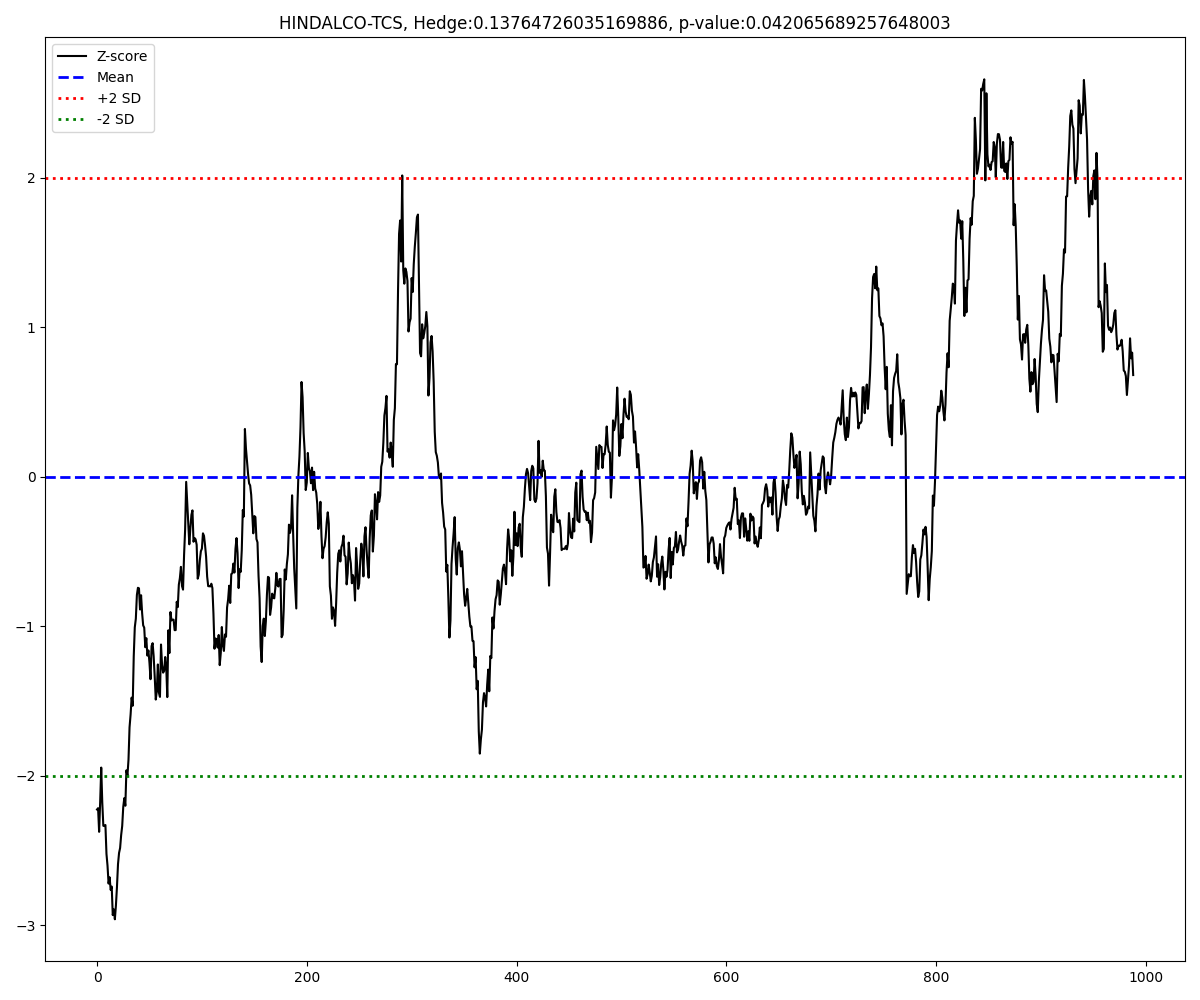 HINDALCO-TCS, Hedge:0.13764726035169886, p-value:0.042065689257648003
Z-score
Mean
+2 SD
-2 SD
2
1
0
−1
−2
−3
0 200 400 600 800 1000